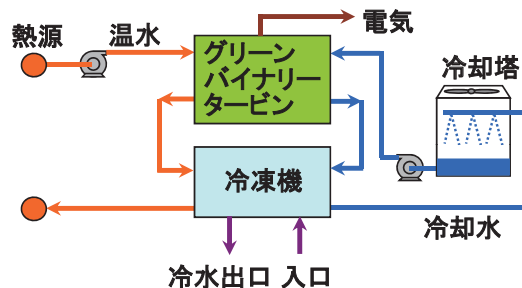 熱源
温水
電気
グリーン
バイナリー
タービン
冷却塔
冷凍機
冷却水
冷水出口
入口